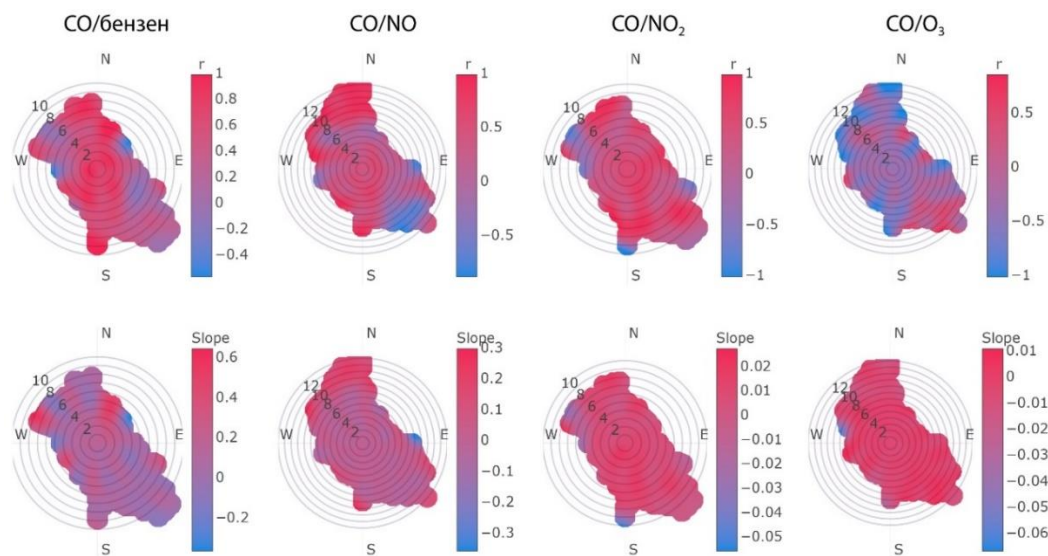 CO/бензен
CO/NO
CO/NO₂
CO/O₃
N
r
1
0.8
0.6
0.4
0.2
0
−0.2
−0.4
10
8
6
4
2
W
E
S
N
r
1
0.5
0
−0.5
12
10
8
6
4
2
W
E
S
N
r
1
0.5
0
−0.5
−1
10
8
6
4
2
W
E
S
N
r
0.5
0
−0.5
−1
12
10
8
6
4
2
W
E
S
N
Slope
0.6
0.4
0.2
0
−0.2
10
8
6
4
2
W
E
S
N
Slope
0.3
0.2
0.1
0
−0.1
−0.2
−0.3
12
10
8
6
4
2
W
E
S
N
Slope
0.02
0.01
0
−0.01
−0.02
−0.03
−0.04
−0.05
10
8
6
4
2
W
E
S
N
Slope
0.01
0
−0.01
−0.02
−0.03
−0.04
−0.05
−0.06
12
10
8
6
4
2
W
E
S